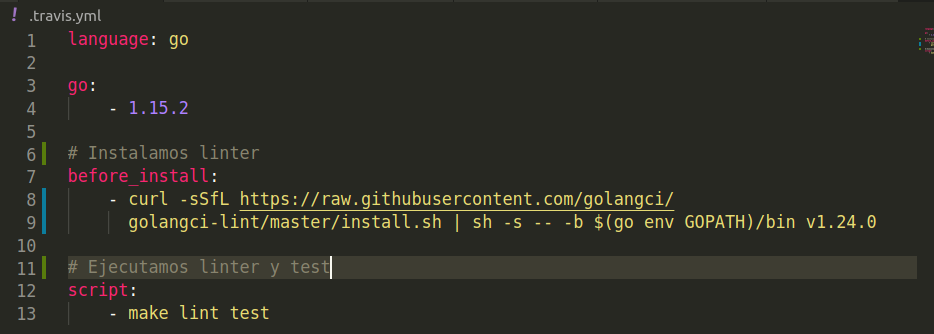 ! .travis.yml
1 language: go
2
3 go:
4 - 1.15.2
5
6 # Instalamos linter
7 before_install:
8 - curl -sSfL https://raw.githubusercontent.com/golangci/
9 golangci-lint/master/install.sh | sh -s -- -b $(go env GOPATH)/bin v1.24.0
10
11 # Ejecutamos linter y test
12 script:
13 - make lint test